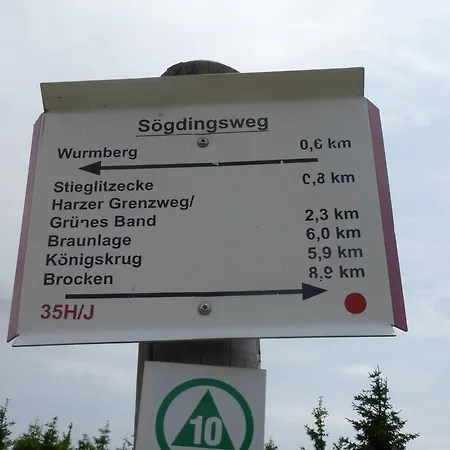 Sögdingsweg
Wurmberg 0,6 km
Stieglitzecke 0,8 km
Harzer Grenzweg/
Grünes Band 2,3 km
Braunlage 6,0 km
Königskrug 5,9 km
Brocken 8,9 km
35H/J
10